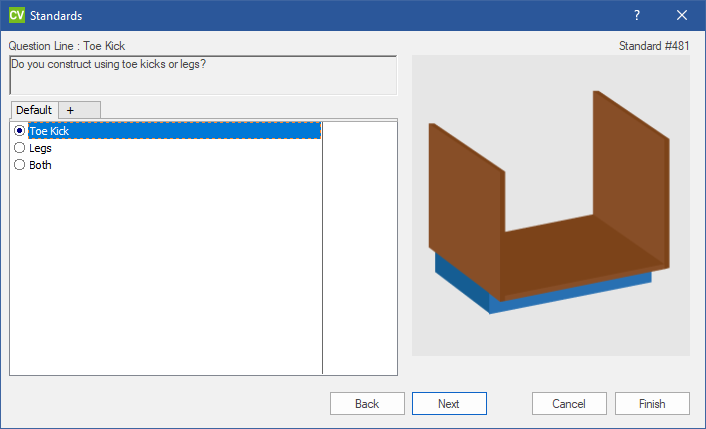 CV Standards ?
Question Line : Toe Kick Standard #481
Do you construct using toe kicks or legs?
Default +
Toe Kick
Legs
Both
Back Next Cancel Finish